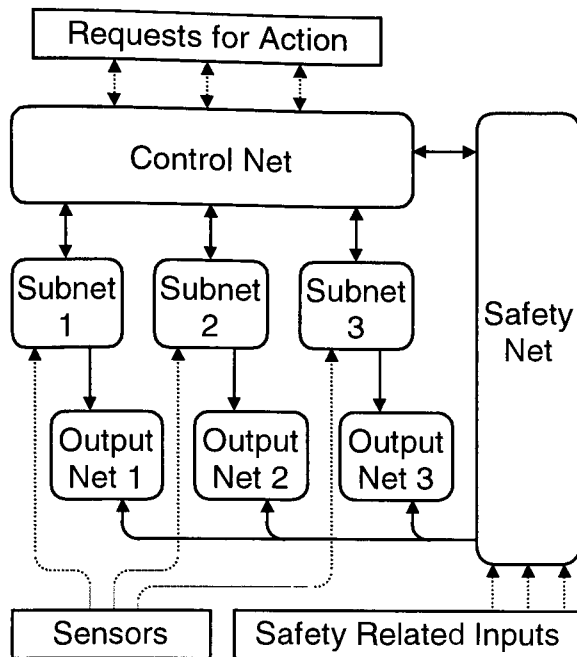 Requests for Action
Control Net
Subnet
1
Subnet
2
Subnet
3
Safety
Net
Output
Net 1
Output
Net 2
Output
Net 3
Sensors
Safety Related Inputs